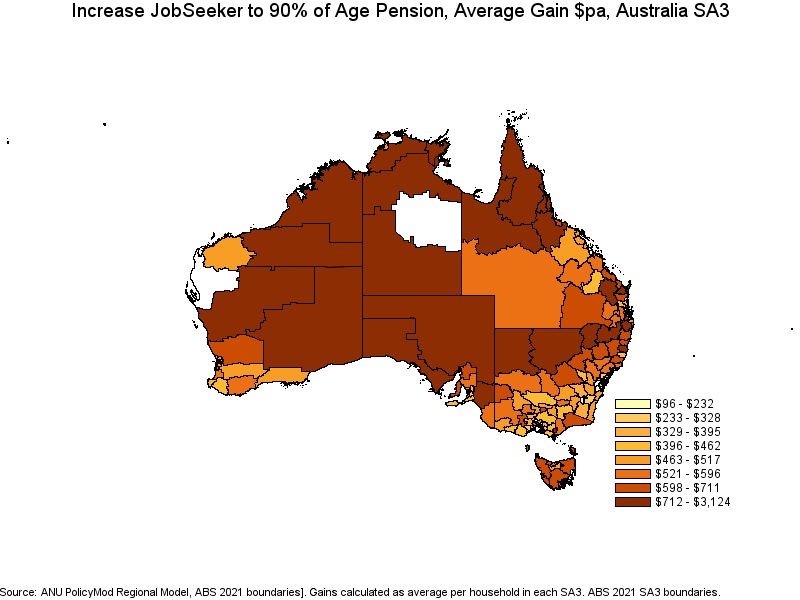 Increase JobSeeker to 90% of Age Pension, Average Gain $pa, Australia SA3
$96 - $232
$233 - $328
$329 - $395
$396 - $462
$463 - $517
$521 - $596
$598 - $711
$712 - $3,124
Source: ANU PolicyMod Regional Model, ABS 2021 boundaries]. Gains calculated as average per household in each SA3. ABS 2021 SA3 boundaries.